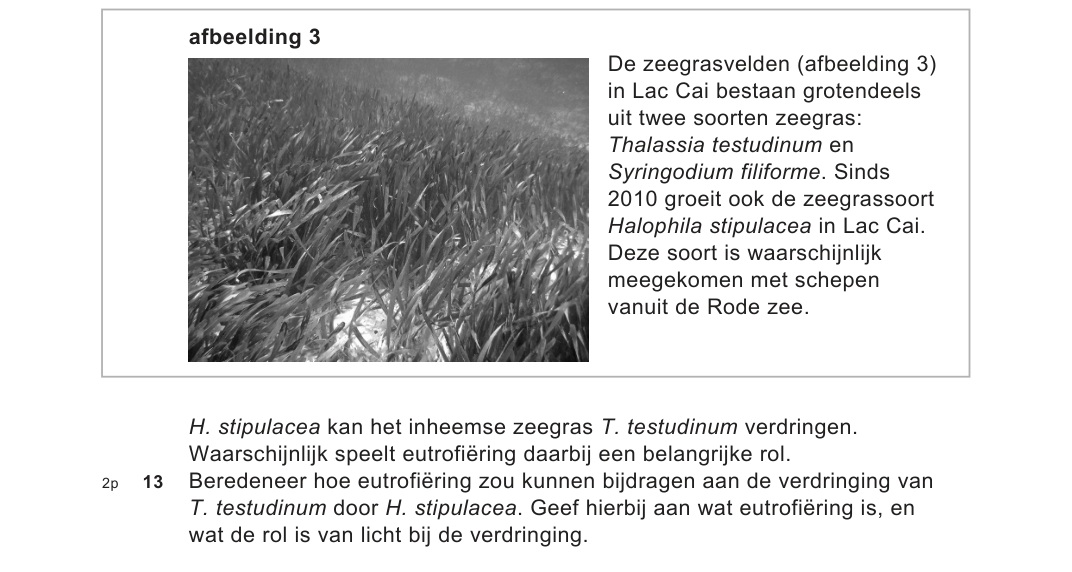 afbeelding 3
De zeegrasvelden (afbeelding 3)
in Lac Cai bestaan grotendeels
uit twee soorten zeegras:
Thalassia testudinum en
Syringodium filiforme. Sinds
2010 groeit ook de zeegrassoort
Halophila stipulacea in Lac Cai.
Deze soort is waarschijnlijk
meegekomen met schepen
vanuit de Rode zee.
H. stipulacea kan het inheemse zeegras T. testudinum verdringen.
Waarschijnlijk speelt eutrofiëring daarbij een belangrijke rol.
2p 13 Beredeneer hoe eutrofiëring zou kunnen bijdragen aan de verdringing van
T. testudinum door H. stipulacea. Geef hierbij aan wat eutrofiëring is, en
wat de rol is van licht bij de verdringing.